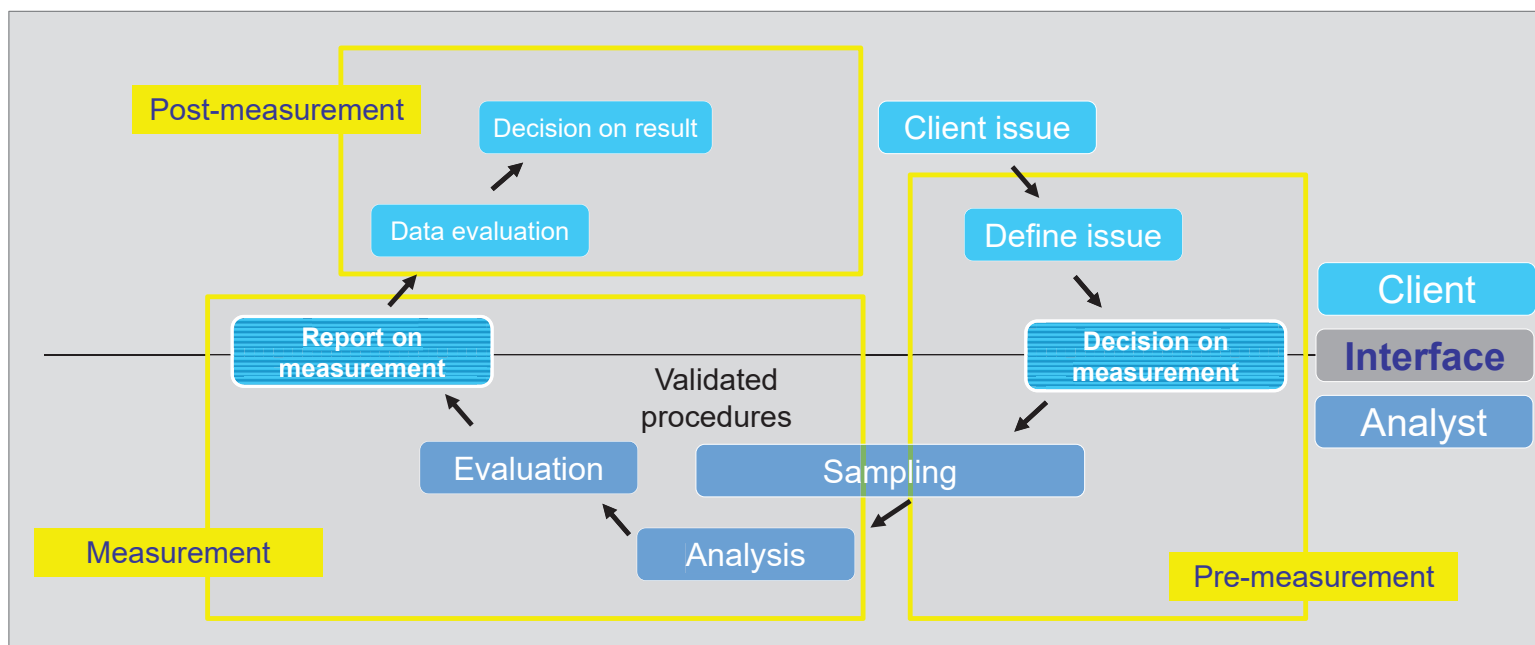 Post-measurement
Decision on result
Client issue
Data evaluation
Define issue
Client
Report on
measurement
Decision on
measurement
Interface
Validated
procedures
Analyst
Evaluation
Sampling
Measurement
Analysis
Pre-measurement